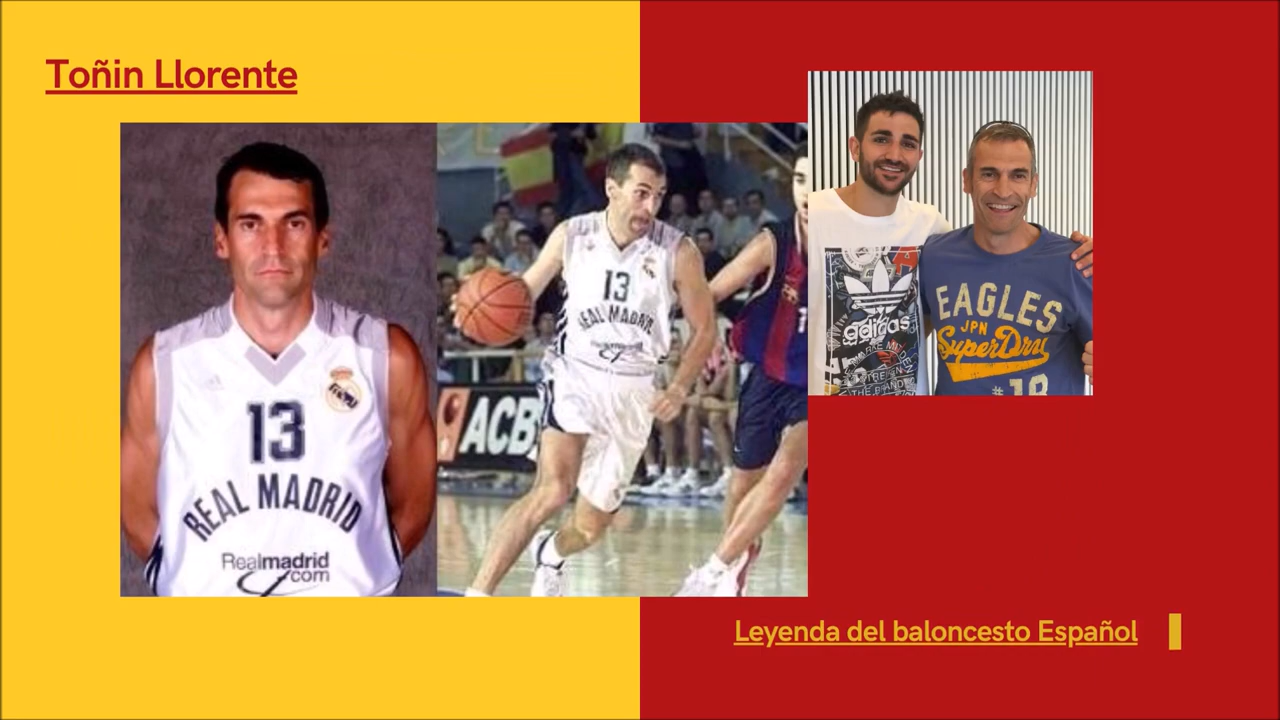 Toñin Llorente
13
REAL MADRID
Realmadrid
.com
13
REAL MADRID
ACB
adidas
EAGLES
JPN
SuperDry
#18
Leyenda del baloncesto Español